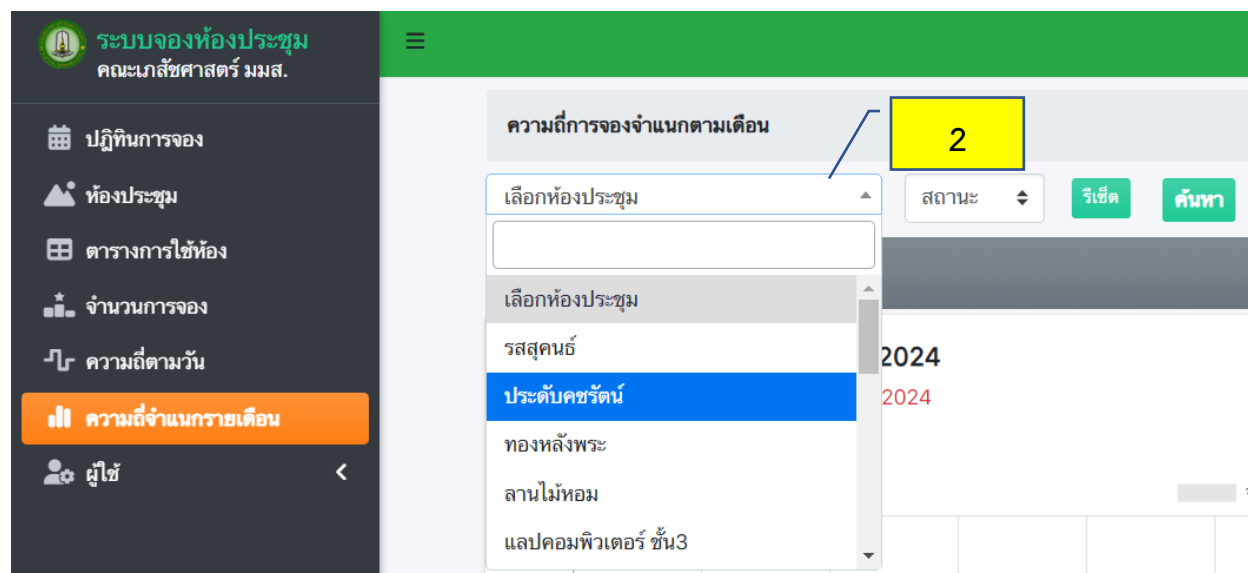 ระบบจองห้องประชุม
คณะเภสัชศาสตร์ มมส.
ปฏิทินการจอง
ห้องประชุม
ตารางการใช้ห้อง
จำนวนการจอง
ความถี่ตามวัน
ความถี่จำแนกรายเดือน
ผู้ใช้
ความถี่การจองจำแนกตามเดือน
2
เลือกห้องประชุม
สถานะ
รีเซ็ต
ค้นหา
เลือกห้องประชุม
รสสุคนธ์
ประดับคชรัตน์
ทองหลังพระ
ลานไม้หอม
แลปคอมพิวเตอร์ ชั้น3
2024
2024